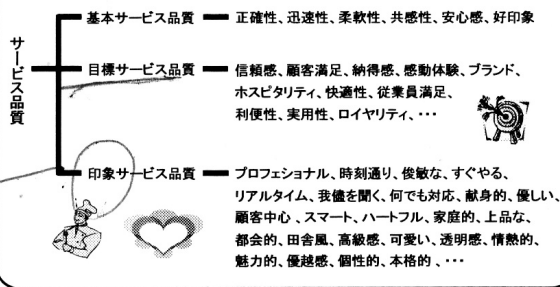 サービス品質
基本サービス品質
正確性、迅速性、柔軟性、共感性、安心感、好印象
目標サービス品質
信頼感、顧客満足、納得感、感動体験、ブランド、
ホスピタリティ、快適性、従業員満足、
利便性、実用性、ロイヤリティ、・・・
印象サービス品質
プロフェショナル、時刻通り、俊敏な、すぐやる、
リアルタイム、我儘を聞く、何でも対応、献身的、優しい、
顧客中心、スマート、ハートフル、家庭的、上品な、
都会的、田舎風、高級感、可愛い、透明感、情熱的、
魅力的、優越感、個性的、本格的、・・・